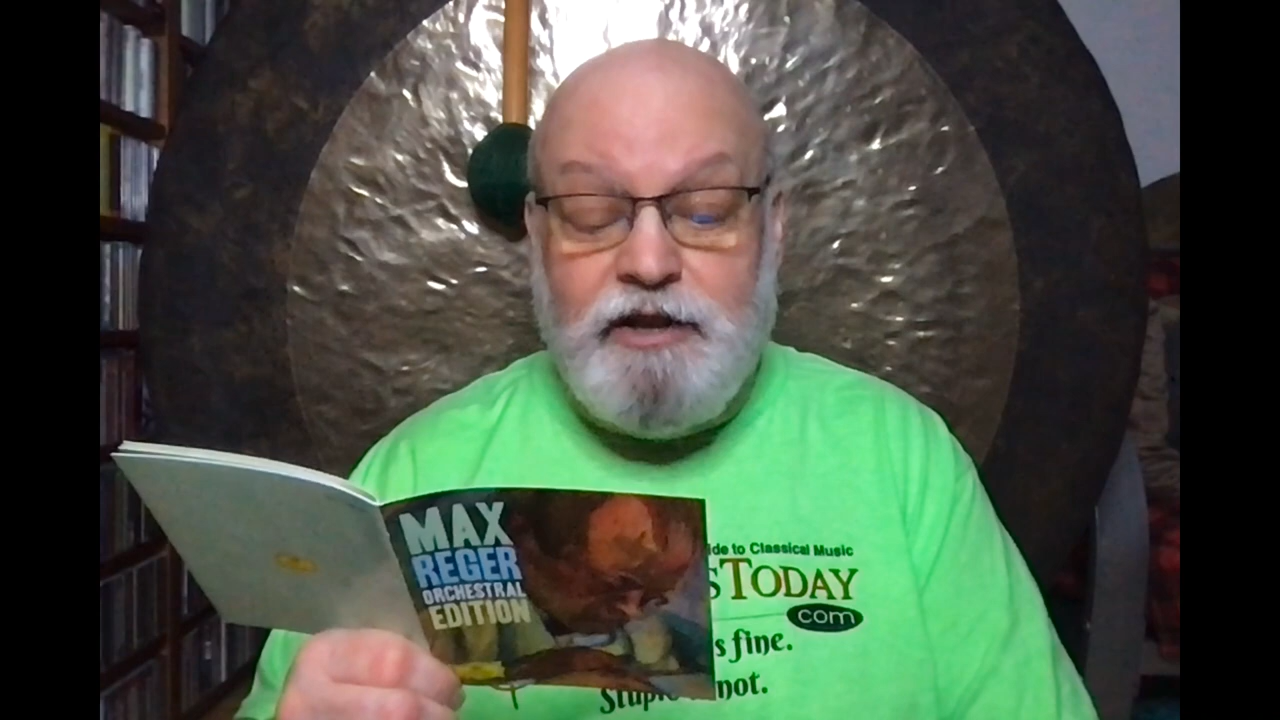 MAX
REGER
ORCHESTRAL
EDITION
ide to Classical Music
sTODAY
com
s fine.
not.